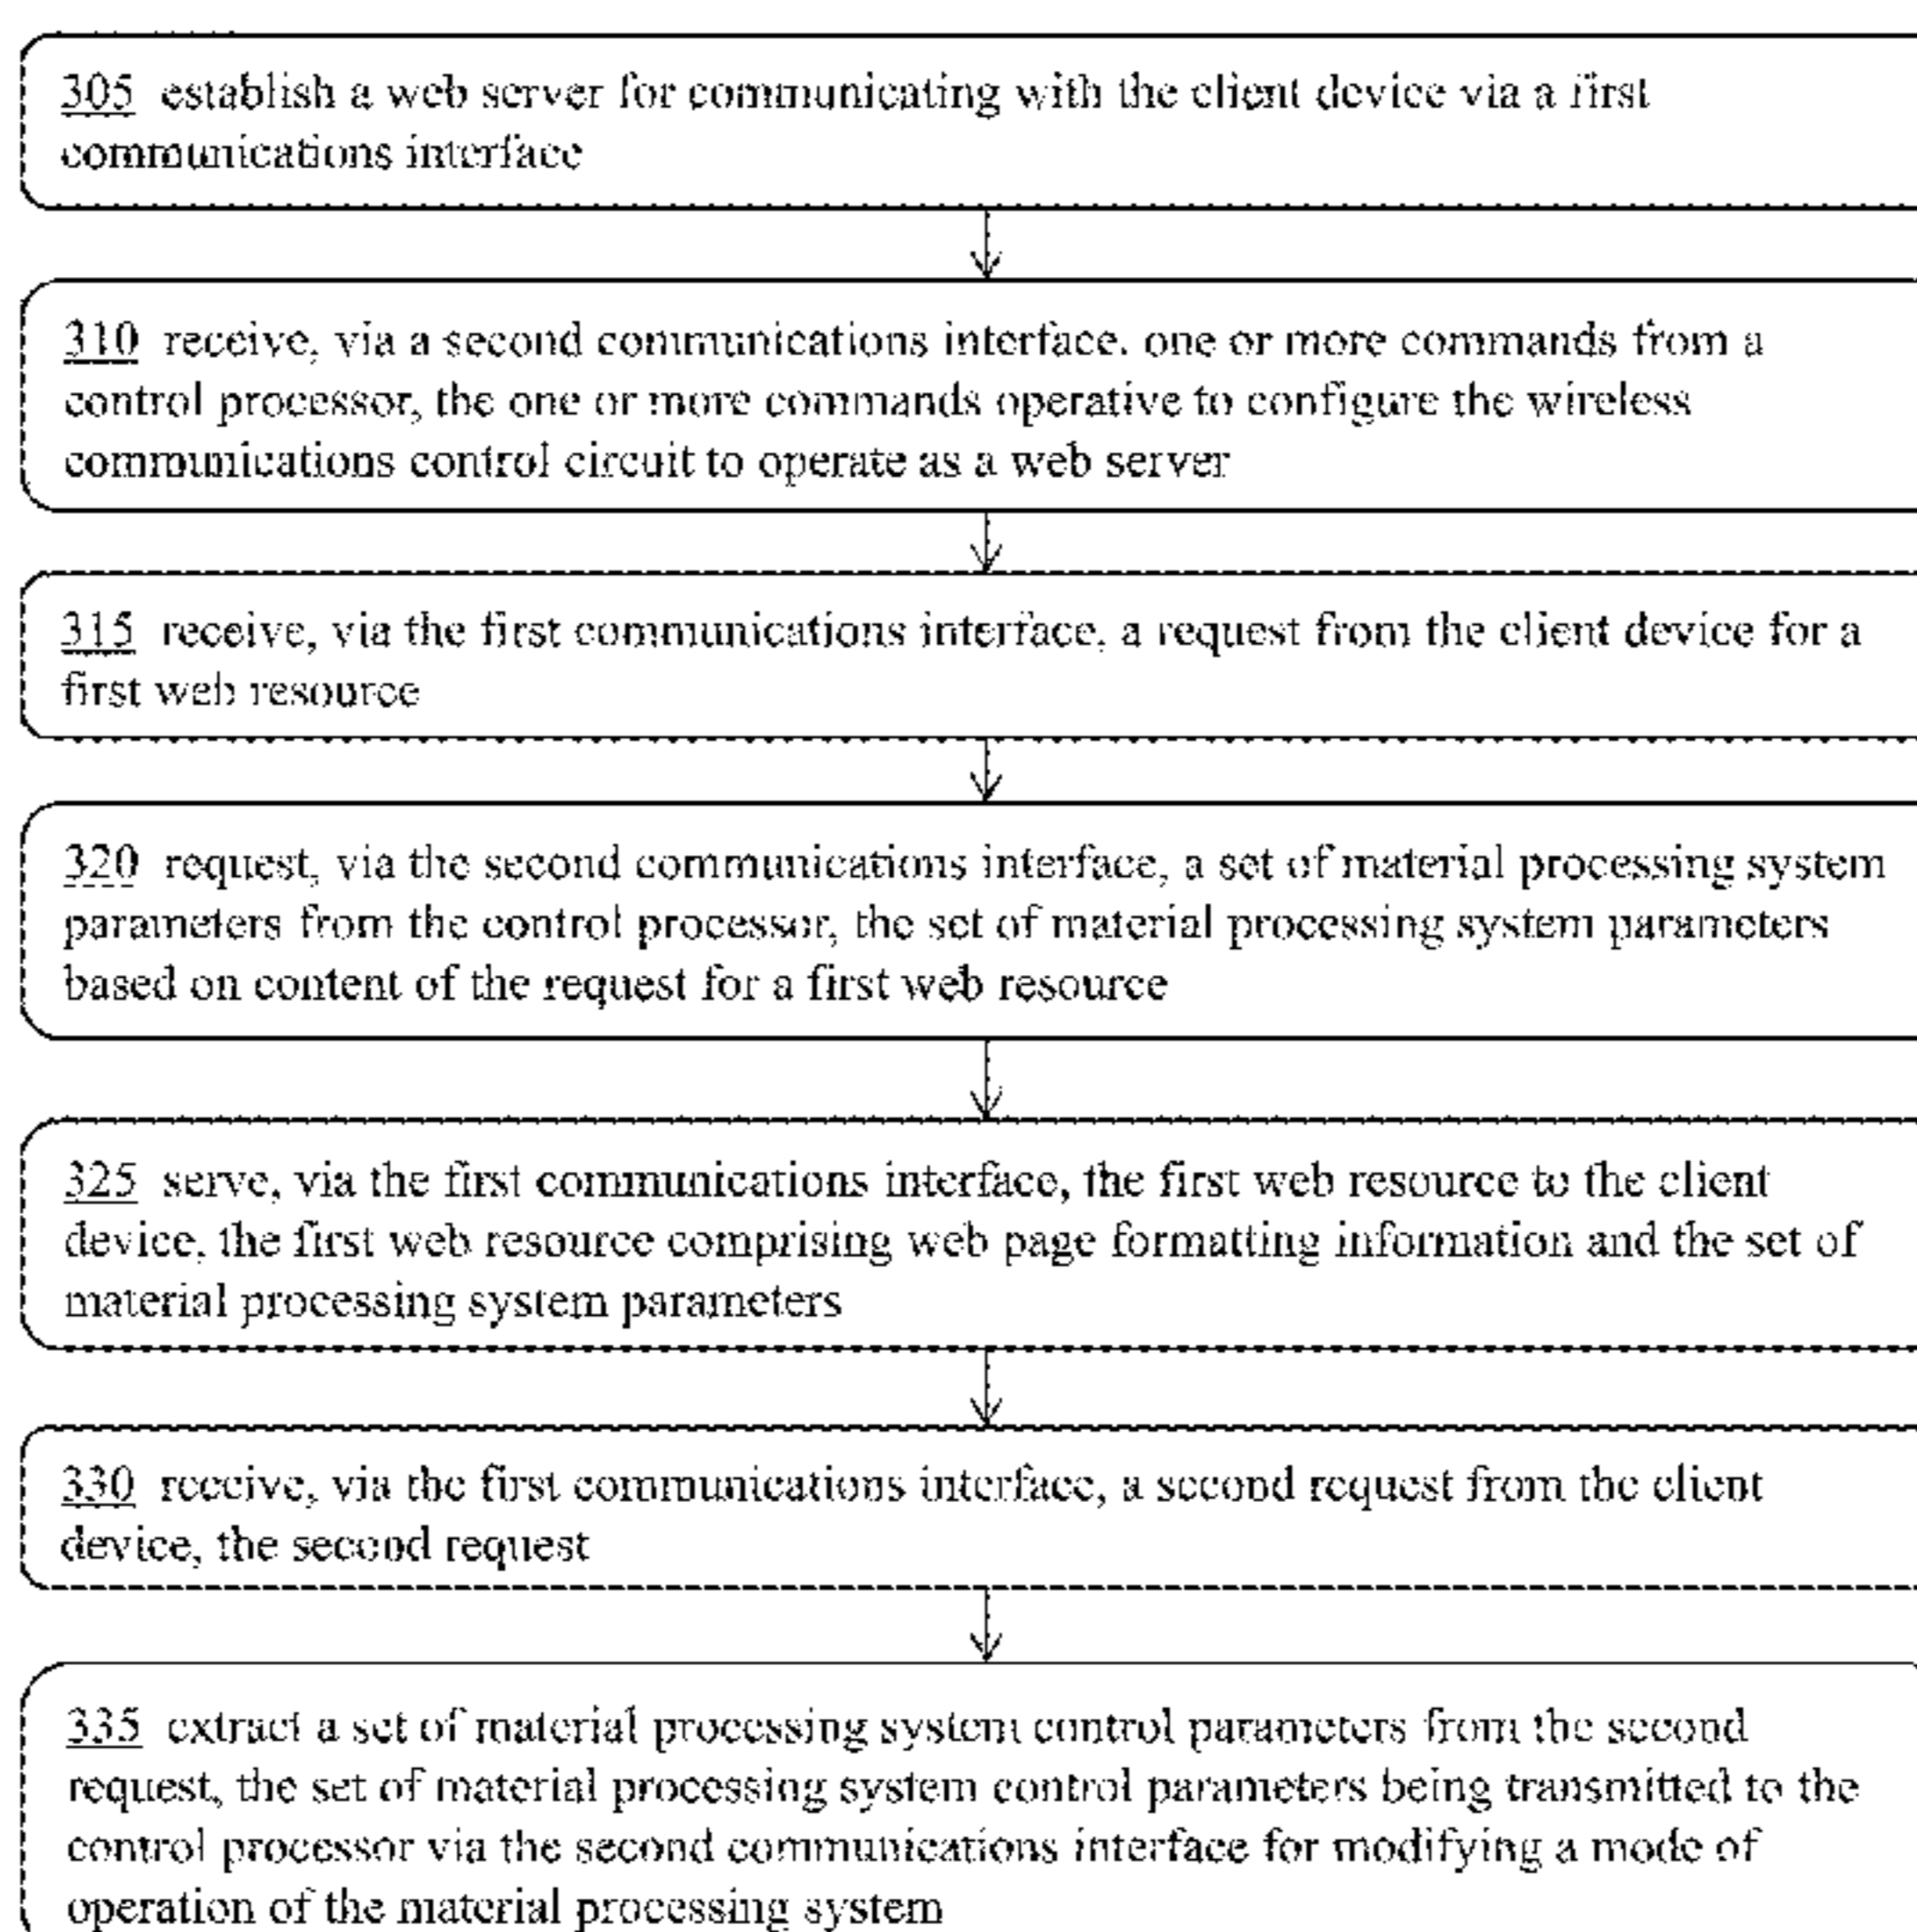 305 establish a web server for communicating with the client device via a first
communications interface
310 receive, via a second communications interface, one or more commands from a
control processor, the one or more commands operative to configure the wireless
communications control circuit to operate as a web server
315 receive, via the first communications interface, a request from the client device for a
first web resource
320 request, via the second communications interface, a set of material processing system
parameters from the control processor, the set of material processing system parameters
based on content of the request for a first web resource
325 serve, via the first communications interface, the first web resource to the client
device, the first web resource comprising web page formatting information and the set of
material processing system parameters
330 receive, via the first communications interface, a second request from the client
device, the second request
335 extract a set of material processing system control parameters from the second
request, the set of material processing system control parameters being transmitted to the
control processor via the second communications interface for modifying a mode of
operation of the material processing system